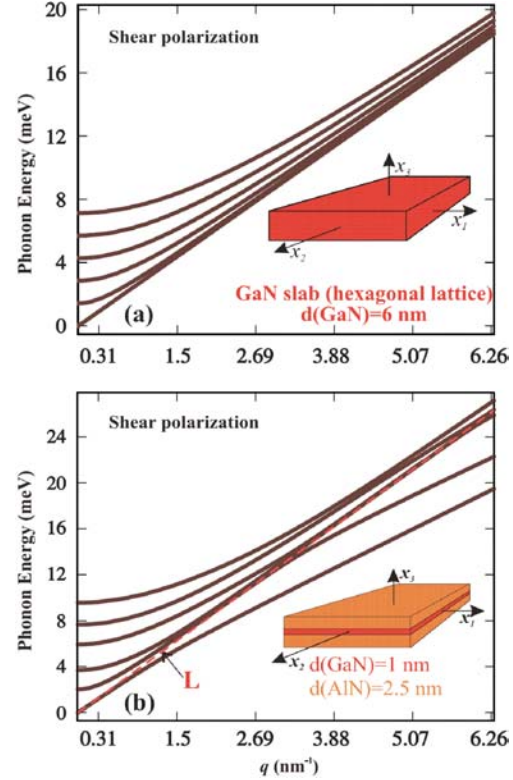 20
Shear polarization
16
12
8
4
0
Phonon Energy (meV)
x3
x1
x2
GaN slab (hexagonal lattice)
d(GaN)=6 nm
(a)
0.31 1.5 2.69 3.88 5.07 6.26
Shear polarization
24
20
16
12
8
4
0
Phonon Energy (meV)
x3
x1
x2
d(GaN)=1 nm
d(AlN)=2.5 nm
L
(b)
0.31 1.5 2.69 3.88 5.07 6.26
q (nm⁻¹)